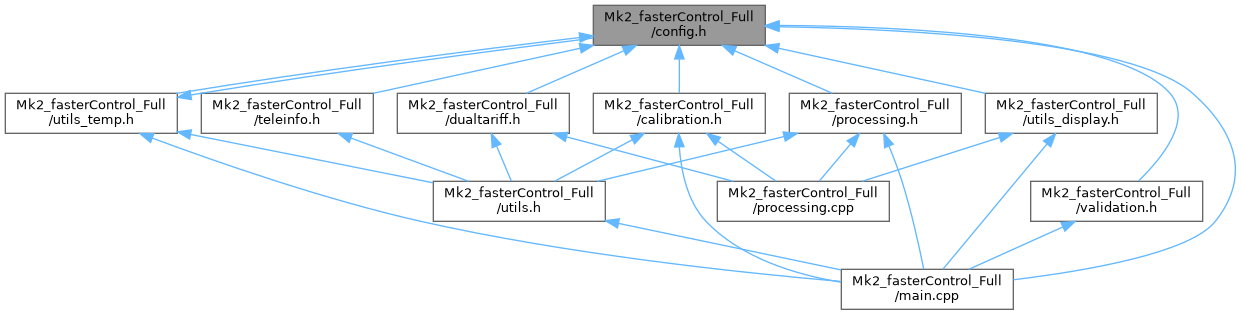 Mk2_fasterControl_Full
/config.h
Mk2_fasterControl_Full
/utils_temp.h
Mk2_fasterControl_Full
/teleinfo.h
Mk2_fasterControl_Full
/dualtariff.h
Mk2_fasterControl_Full
/calibration.h
Mk2_fasterControl_Full
/processing.h
Mk2_fasterControl_Full
/utils_display.h
Mk2_fasterControl_Full
/utils.h
Mk2_fasterControl_Full
/processing.cpp
Mk2_fasterControl_Full
/validation.h
Mk2_fasterControl_Full
/main.cpp